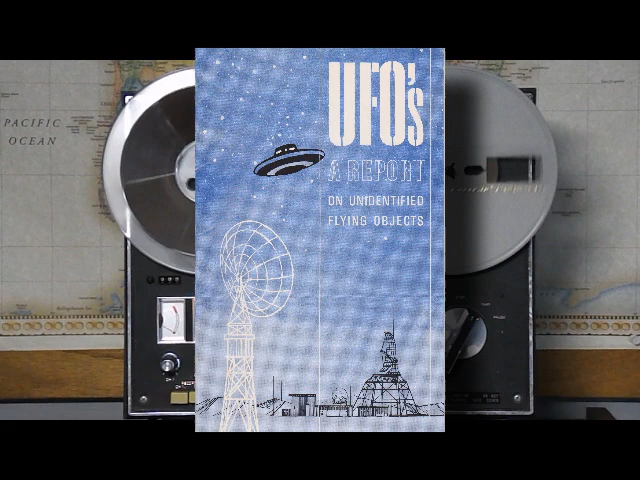 PACIFIC
OCEAN
UFO's
A REPORT
ON UNIDENTIFIED
FLYING OBJECTS